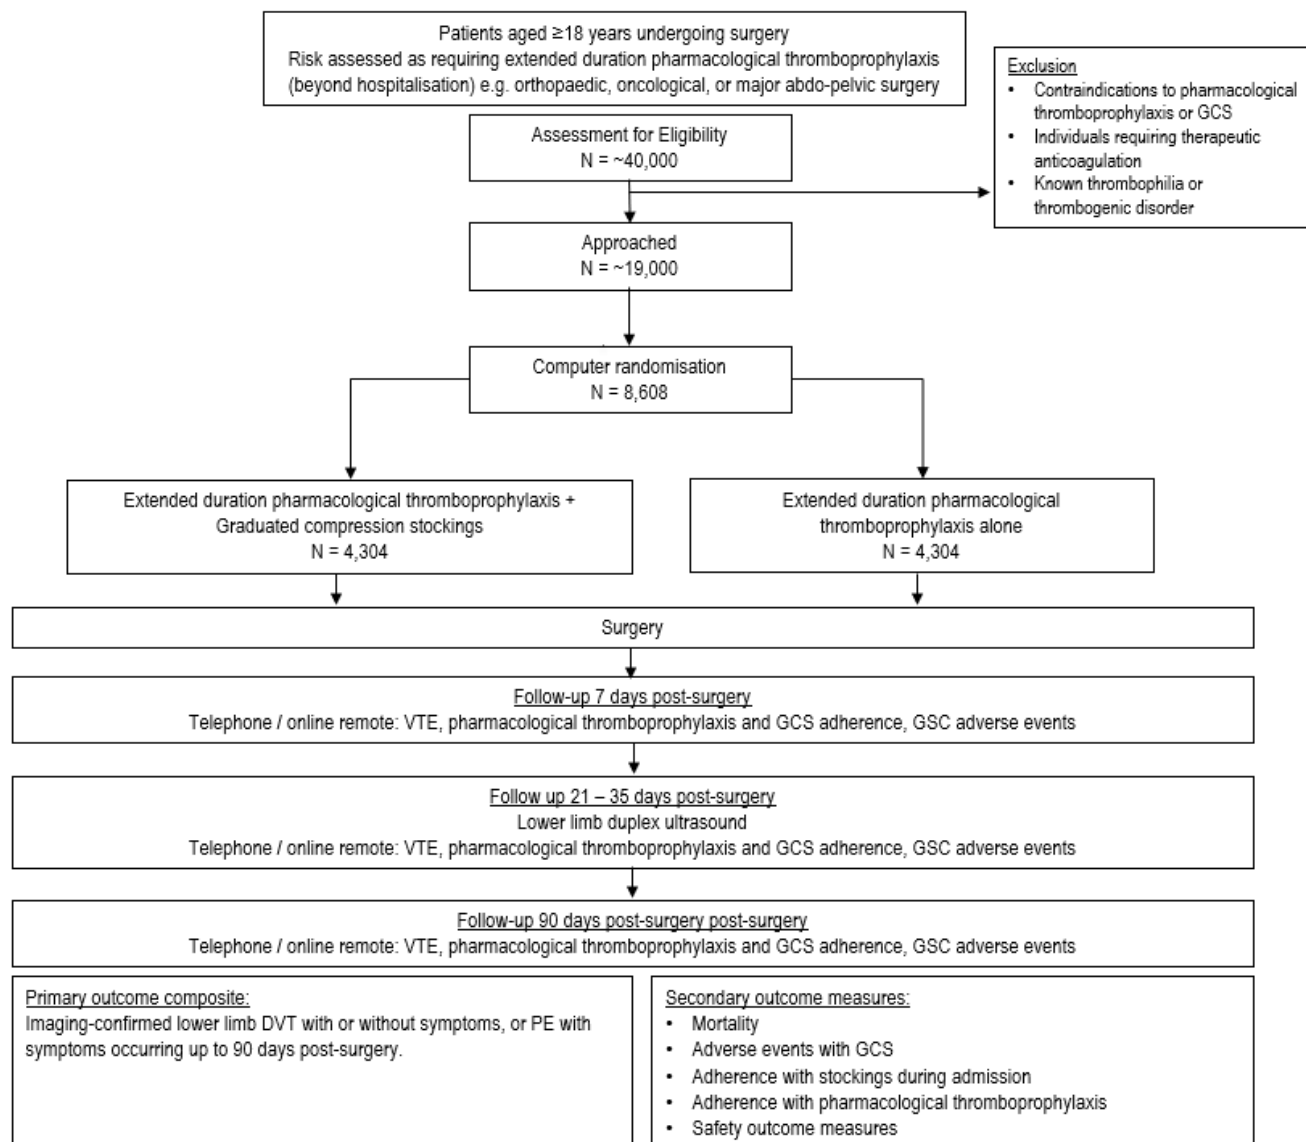 Patients aged ≥18 years undergoing surgery
Risk assessed as requiring extended duration pharmacological thromboprophylaxis
(beyond hospitalisation) e.g. orthopaedic, oncological, or major abdo-pelvic surgery
Exclusion
• Contraindications to pharmacological
thromboprophylaxis or GCS
• Individuals requiring therapeutic
anticoagulation
• Known thrombophilia or
thrombogenic disorder
Assessment for Eligibility
N = ~40,000
Approached
N = ~19,000
Computer randomisation
N = 8,608
Extended duration pharmacological thromboprophylaxis +
Graduated compression stockings
N = 4,304
Extended duration pharmacological
thromboprophylaxis alone
N = 4,304
Surgery
Follow-up 7 days post-surgery
Telephone / online remote: VTE, pharmacological thromboprophylaxis and GCS adherence, GSC adverse events
Follow up 21 – 35 days post-surgery
Lower limb duplex ultrasound
Telephone / online remote: VTE, pharmacological thromboprophylaxis and GCS adherence, GSC adverse events
Follow-up 90 days post-surgery post-surgery
Telephone / online remote: VTE, pharmacological thromboprophylaxis and GCS adherence, GSC adverse events
Primary outcome composite:
Imaging-confirmed lower limb DVT with or without symptoms, or PE with
symptoms occurring up to 90 days post-surgery.
Secondary outcome measures:
• Mortality
• Adverse events with GCS
• Adherence with stockings during admission
• Adherence with pharmacological thromboprophylaxis
• Safety outcome measures